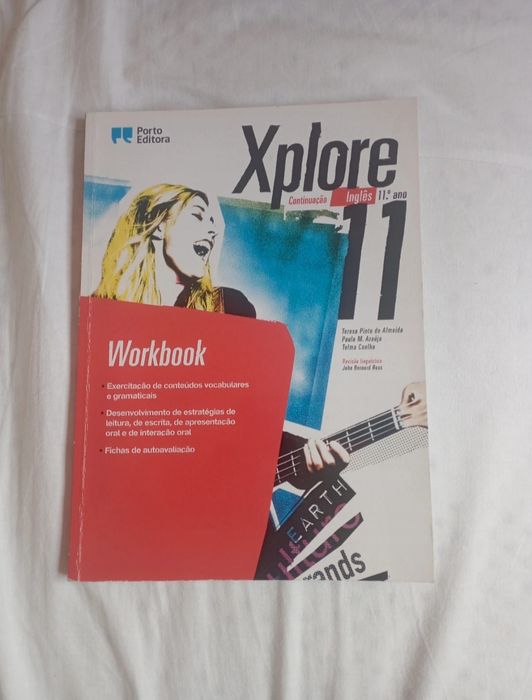 Porto
Editora
Xplore
Continuação Inglês 11.º ano
11
Teresa Pinto de Almeida
Paula M. Araújo
Telma Coelho
Revisão linguística
John Bernard Ross
Workbook
• Exercitação de conteúdos vocabulares
e gramaticais
• Desenvolvimento de estratégias de
leitura, de escrita, de apresentação
oral e de interação oral
• Fichas de autoavaliação
EARTH